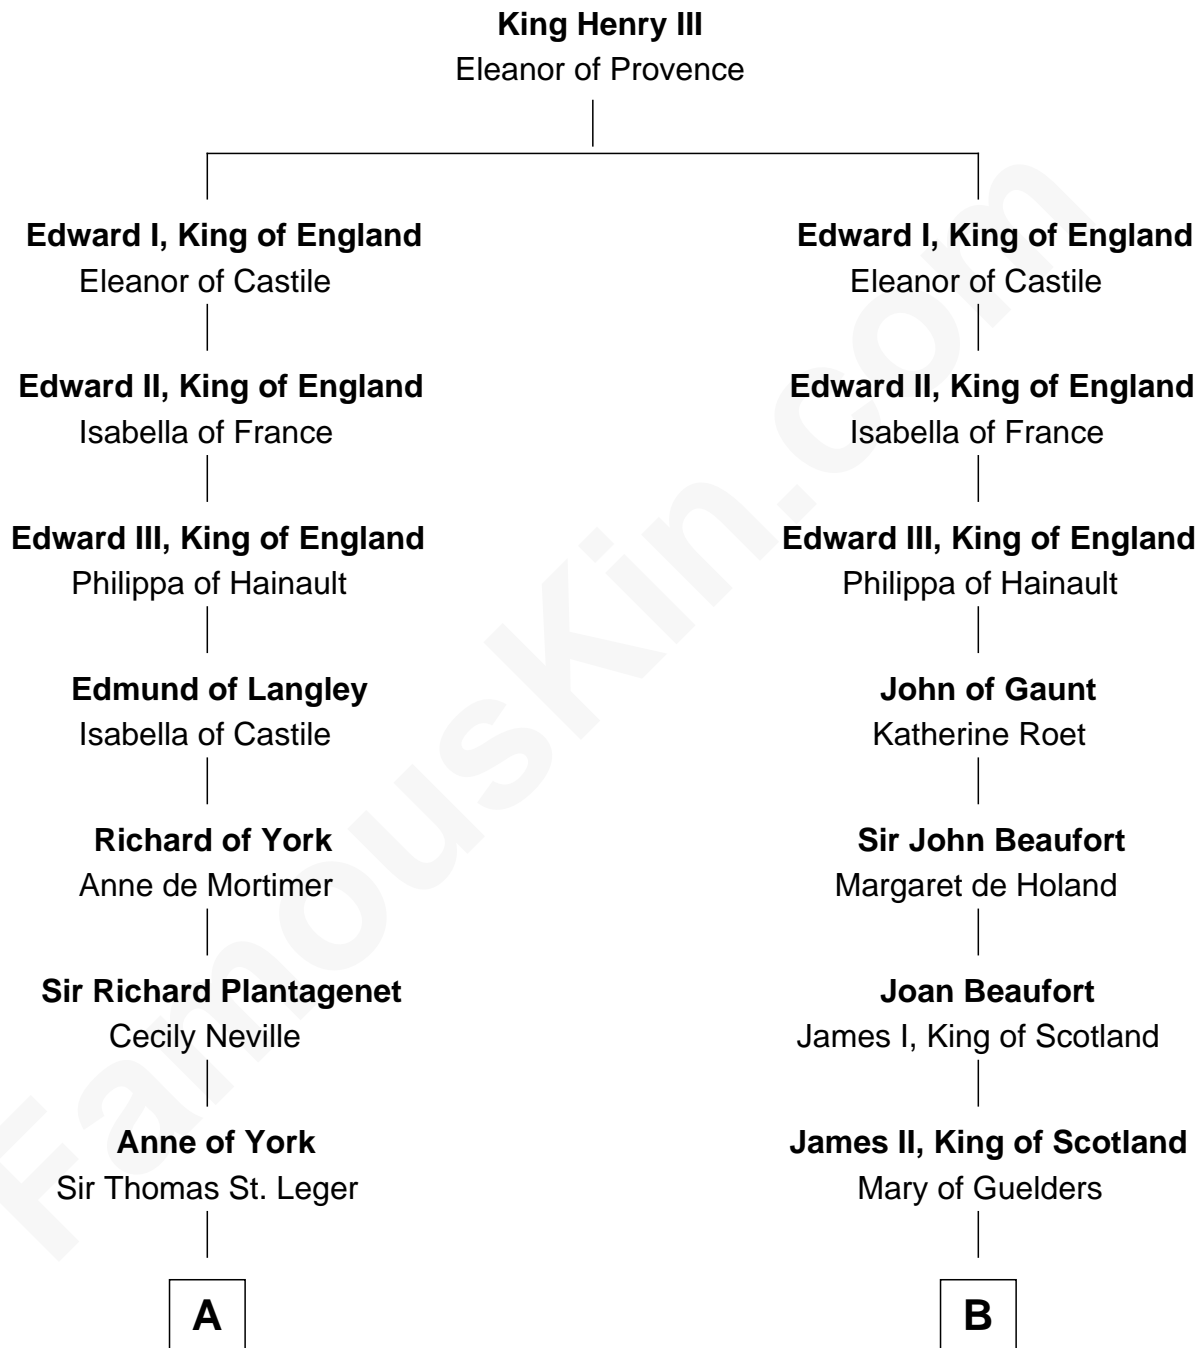 King Henry III
Eleanor of Provence
Edward I, King of England
Eleanor of Castile
Edward I, King of England
Eleanor of Castile
Edward II, King of England
Isabella of France
Edward II, King of England
Isabella of France
Edward III, King of England
Philippa of Hainault
Edward III, King of England
Philippa of Hainault
Edmund of Langley
Isabella of Castile
John of Gaunt
Katherine Roet
Richard of York
Anne de Mortimer
Sir John Beaufort
Margaret de Holand
Sir Richard Plantagenet
Cecily Neville
Joan Beaufort
James I, King of Scotland
Anne of York
Sir Thomas St. Leger
James II, King of Scotland
Mary of Guelders
A
B
FamousKin.com